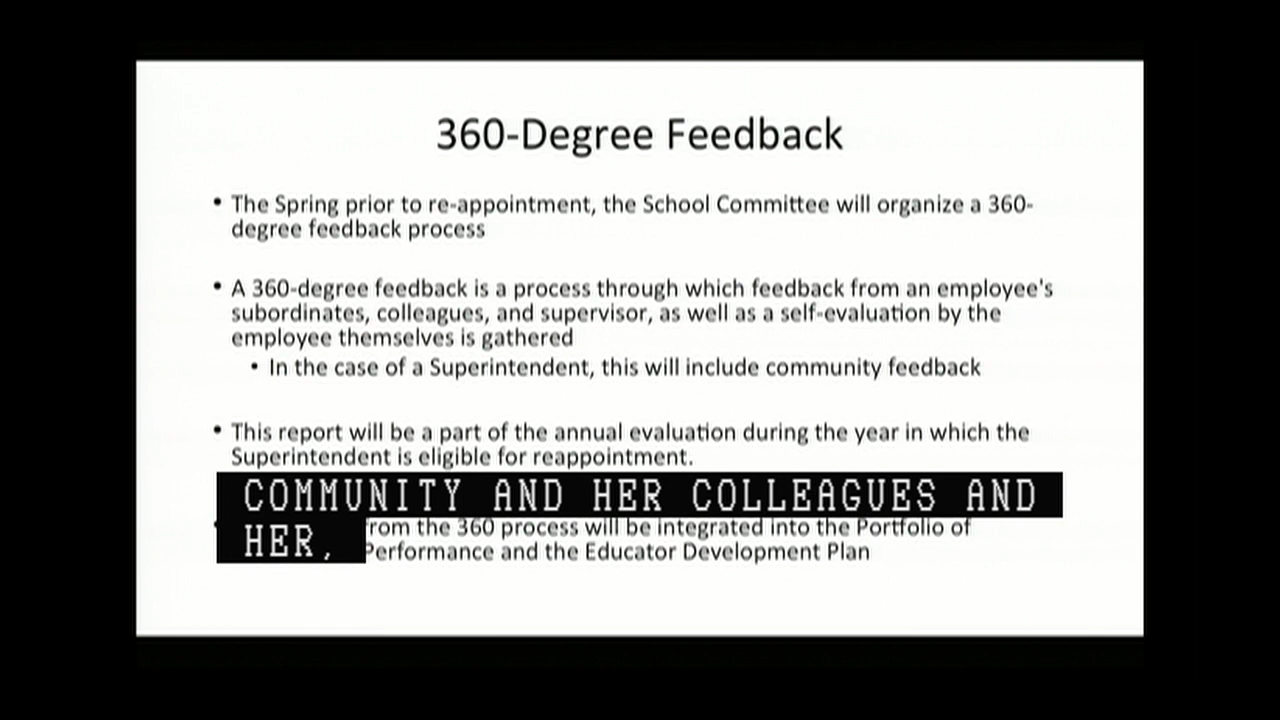 360-Degree Feedback
• The Spring prior to re-appointment, the School Committee will organize a 360-
degree feedback process
• A 360-degree feedback is a process through which feedback from an employee's
subordinates, colleagues, and supervisor, as well as a self-evaluation by the
employee themselves is gathered
• In the case of a Superintendent, this will include community feedback
• This report will be a part of the annual evaluation during the year in which the
Superintendent is eligible for reappointment.
COMMUNITY AND HER COLLEAGUES AND
HER,
from the 360 process will be integrated into the Portfolio of
Performance and the Educator Development Plan